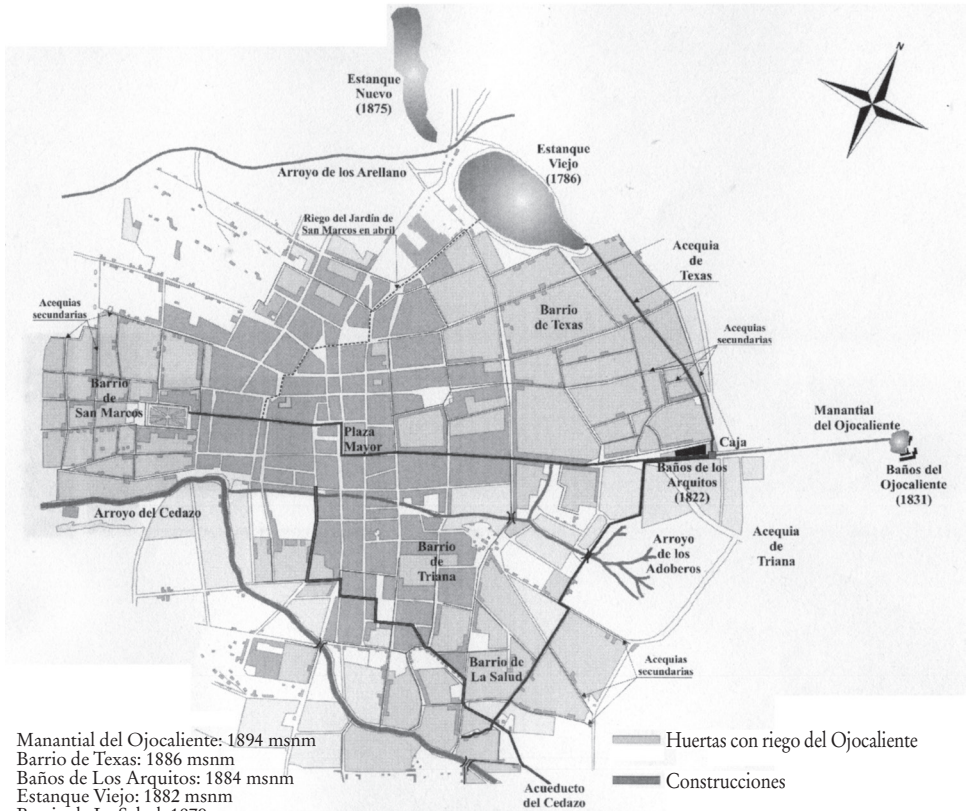 N
Estanque
Nuevo
(1875)
Estanque
Viejo
(1786)
Arroyo de los Arellano
Riego del Jardín de
San Marcos en abril
Acequia
de
Texas
Acequias
secundarias
Barrio
de Texas
Acequias
secundarias
Barrio
de
San Marcos
Manantial
del Ojocaliente
Plaza
Mayor
Caja
Baños de los
Arquitos
(1822)
Baños del
Ojocaliente
(1831)
Arroyo del Cedazo
Acequia
de
Triana
Arroyo
de los
Adoberos
Barrio
de
Triana
Barrio de
La Salud
Acequias
secundarias
Manantial del Ojocaliente: 1894 msnm
Barrio de Texas: 1886 msnm
Baños de Los Arquitos: 1884 msnm
Estanque Viejo: 1882 msnm
Huertas con riego del Ojocaliente
Construcciones
Acueducto
del Cedazo